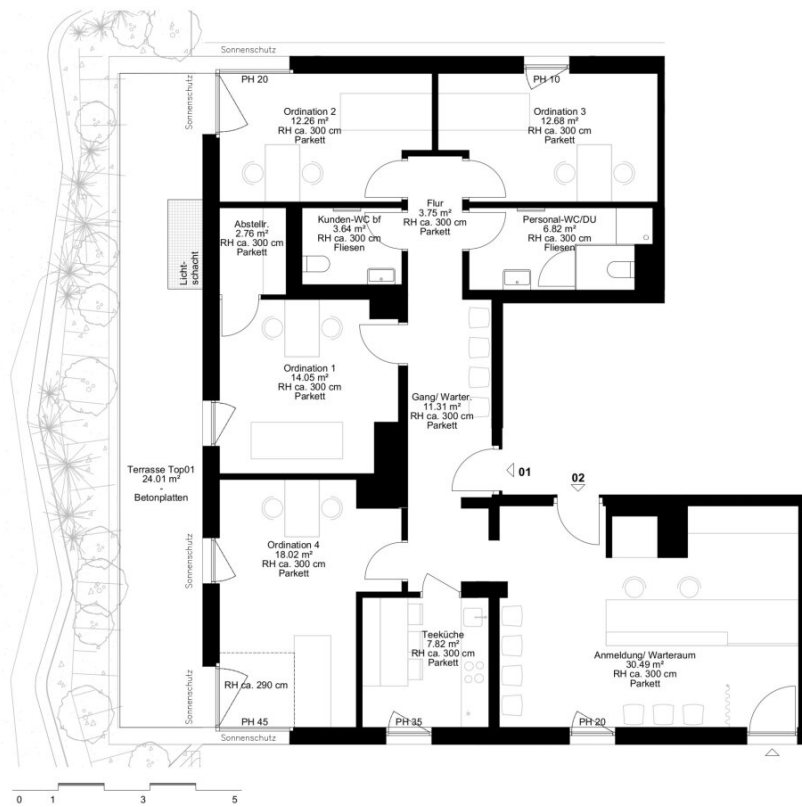 Sonnenschutz
Sonnenschutz
PH 20
PH 10
Ordination 2
12.26 m²
RH ca. 300 cm
Parkett
Ordination 3
12.68 m²
RH ca. 300 cm
Parkett
Flur
3.75 m²
RH ca. 300 cm
Parkett
Abstellr.
2.76 m²
RH ca. 300 cm
Parkett
Kunden-WC bf
3.64 m²
RH ca. 300 cm
Fliesen
Personal-WC/DU
6.82 m²
RH ca. 300 cm
Fliesen
Licht-
schacht
Ordination 1
14.05 m²
RH ca. 300 cm
Parkett
Gang/ Warter.
11.31 m²
RH ca. 300 cm
Parkett
Terrasse Top01
24.01 m²
-
Betonplatten
01
02
Ordination 4
18.02 m²
RH ca. 300 cm
Parkett
Sonnenschutz
Teeküche
7.82 m²
RH ca. 300 cm
Parkett
Anmeldung/ Warteraum
30.49 m²
RH ca. 300 cm
Parkett
RH ca. 290 cm
Sonnenschutz
PH 45
PH 35
PH 20
Sonnenschutz
0 1 3 5